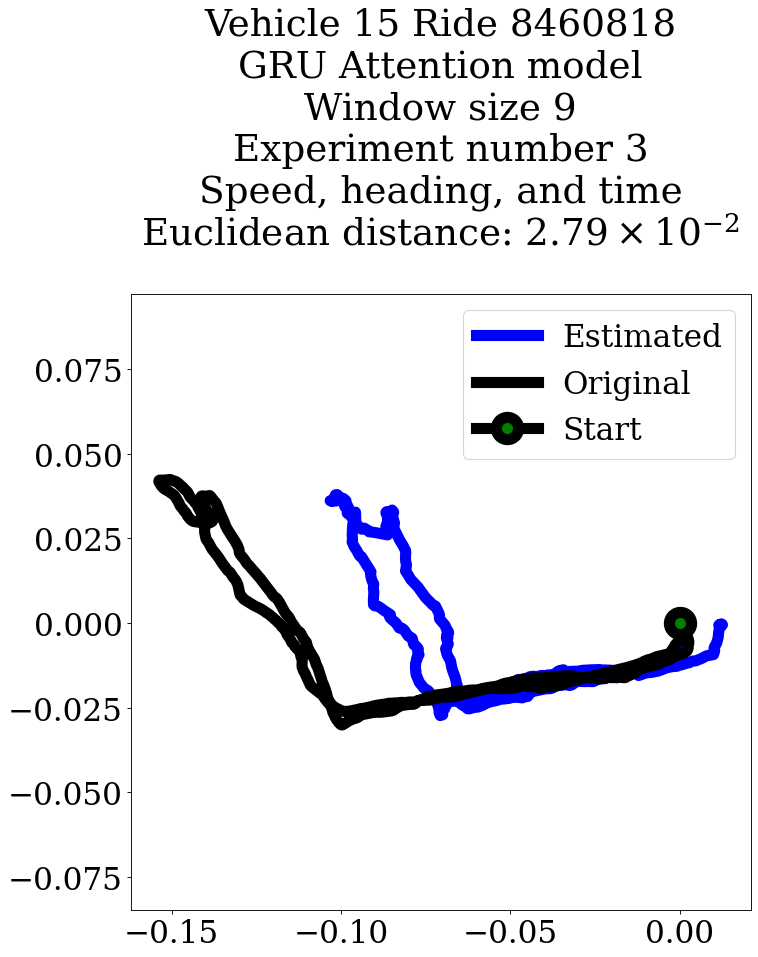 Vehicle 15 Ride 8460818
GRU Attention model
Window size 9
Experiment number 3
Speed, heading, and time
Euclidean distance: 2.79 × 10⁻²
Estimated
Original
Start
0.075
0.050
0.025
0.000
−0.025
−0.050
−0.075
−0.15
−0.10
−0.05
0.00